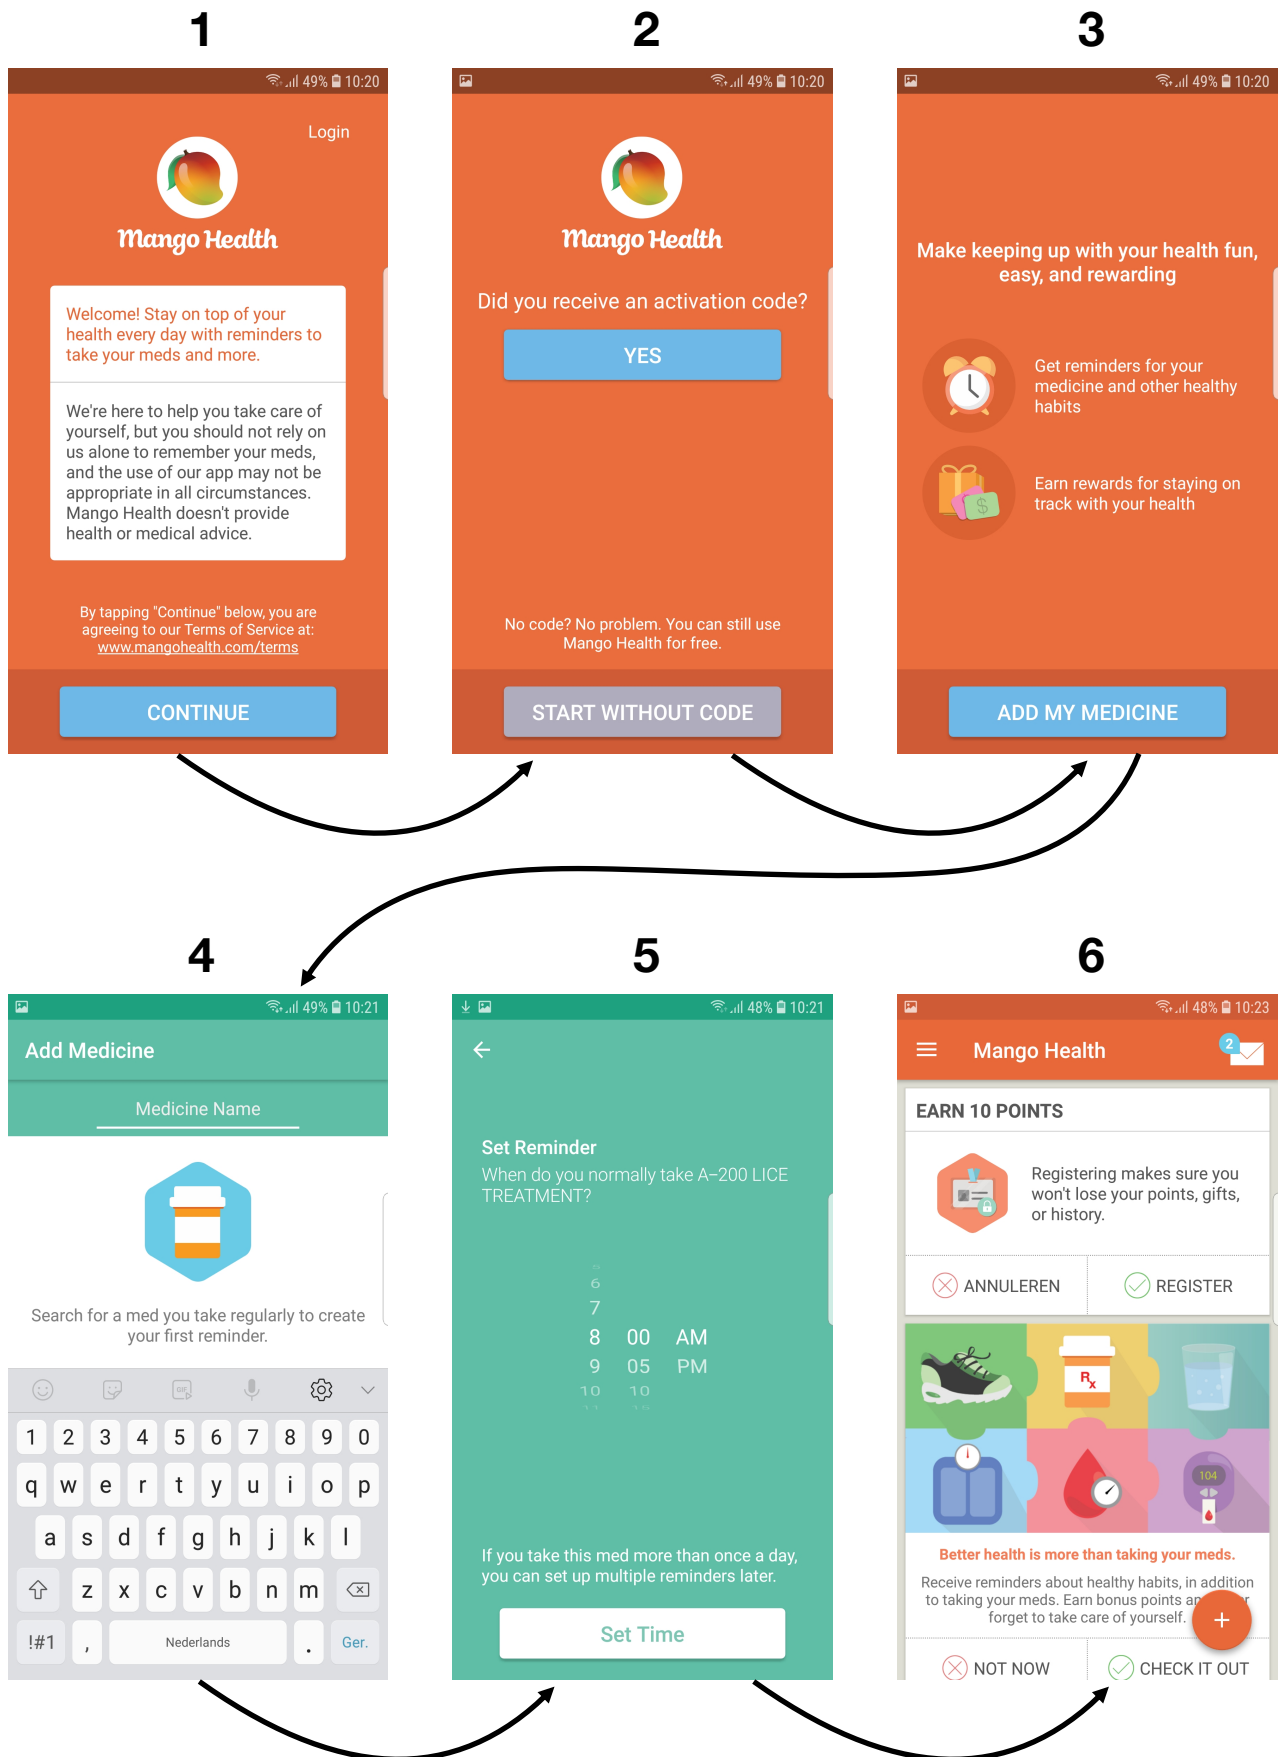 1
2
3
49% 10:20
Login
Mango Health
Welcome! Stay on top of your
health every day with reminders to
take your meds and more.
We're here to help you take care of
yourself, but you should not rely on
us alone to remember your meds,
and the use of our app may not be
appropriate in all circumstances.
Mango Health doesn't provide
health or medical advice.
By tapping "Continue" below, you are
agreeing to our Terms of Service at:
www.mangohealth.com/terms
CONTINUE
49% 10:20
Mango Health
Did you receive an activation code?
YES
No code? No problem. You can still use
Mango Health for free.
START WITHOUT CODE
49% 10:20
Make keeping up with your health fun,
easy, and rewarding
Get reminders for your
medicine and other healthy
habits
$
Earn rewards for staying on
track with your health
ADD MY MEDICINE
4
5
6
49% 10:21
Add Medicine
Medicine Name
Search for a med you take regularly to create
your first reminder.
GIF
1 2 3 4 5 6 7 8 9 0
q w e r t y u i o p
a s d f g h j k l
z x c v b n m
!#1 , Nederlands . Ger.
48% 10:21
Set Reminder
When do you normally take A–200 LICE
TREATMENT?
6
7
8 00 AM
9 05 PM
10 10
If you take this med more than once a day,
you can set up multiple reminders later.
Set Time
48% 10:23
Mango Health
2
EARN 10 POINTS
Registering makes sure you
won't lose your points, gifts,
or history.
ANNULEREN
REGISTER
Rx
104
Better health is more than taking your meds.
Receive reminders about healthy habits, in addition
to taking your meds. Earn bonus points
forget to take care of yourself.
+
NOT NOW
CHECK IT OUT